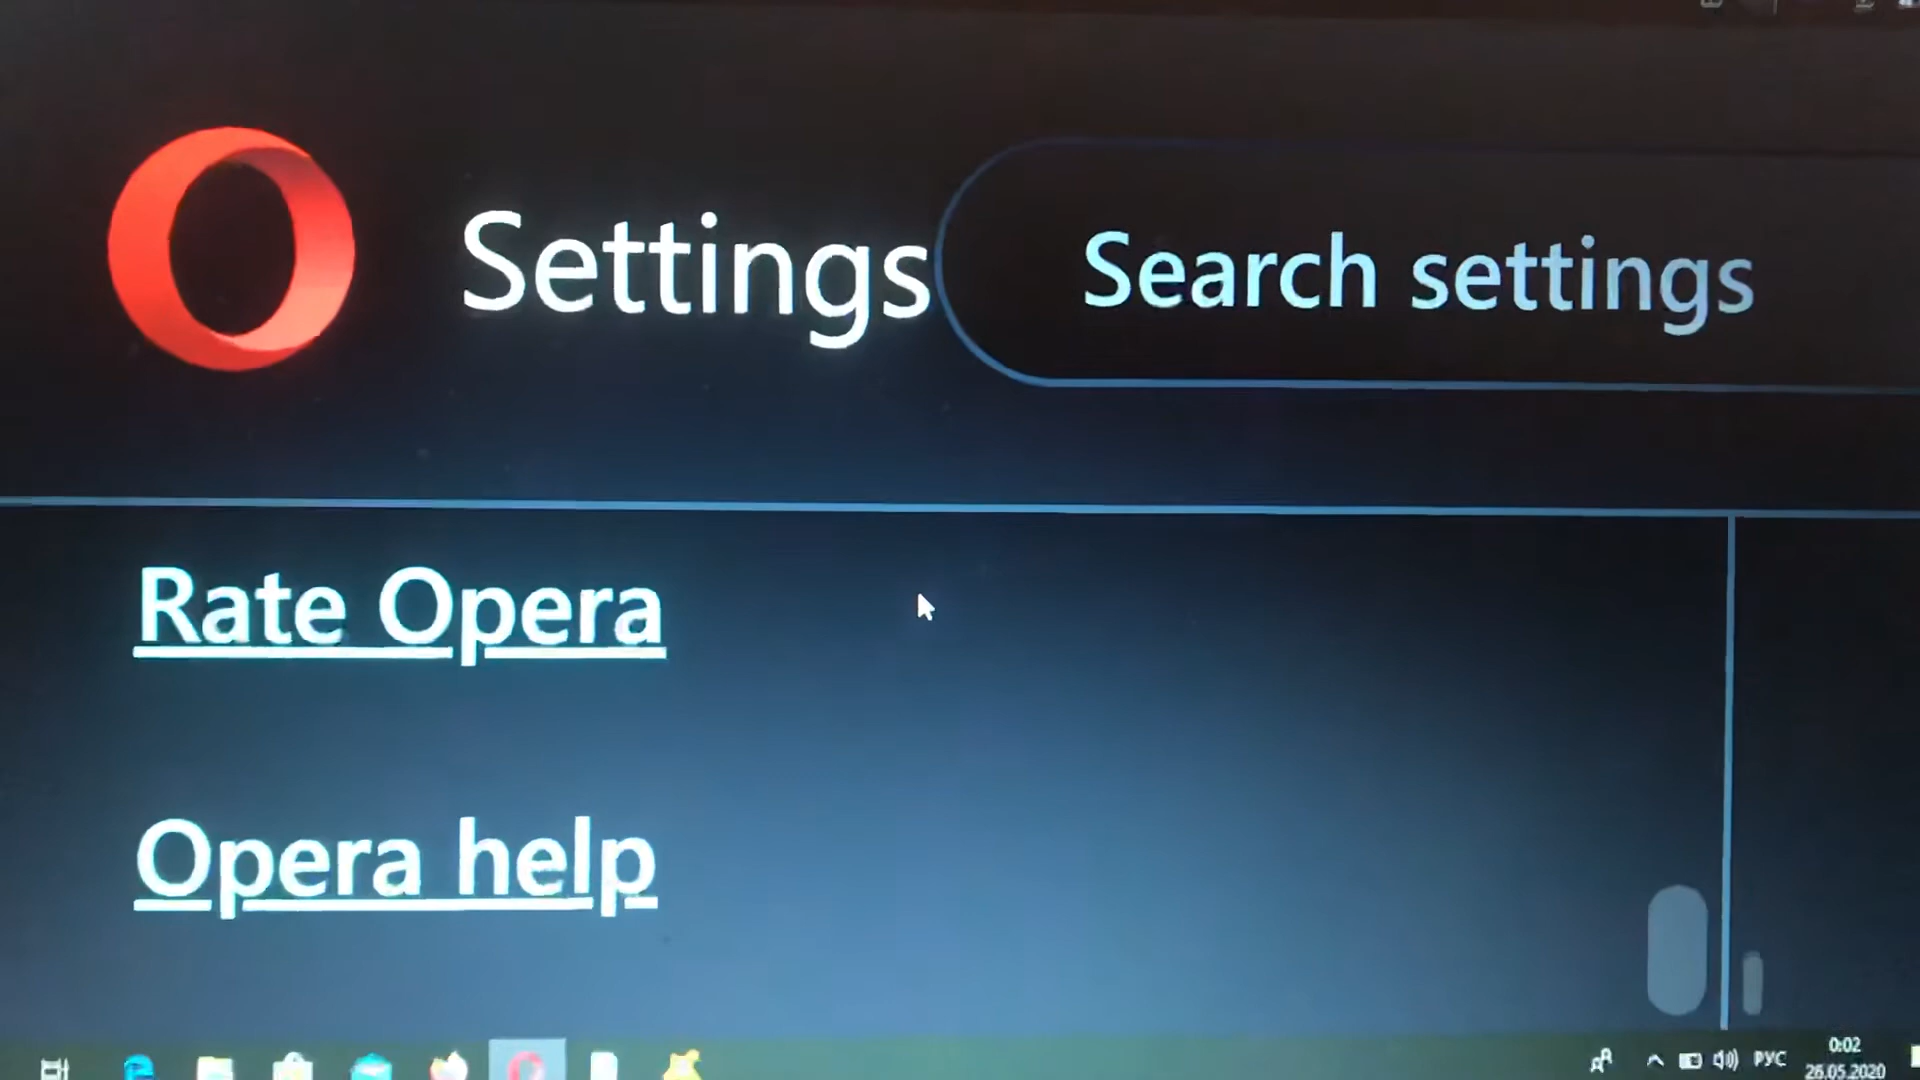 Settings
Search settings
Rate Opera
Opera help
РУС
0:02
26.05.2020